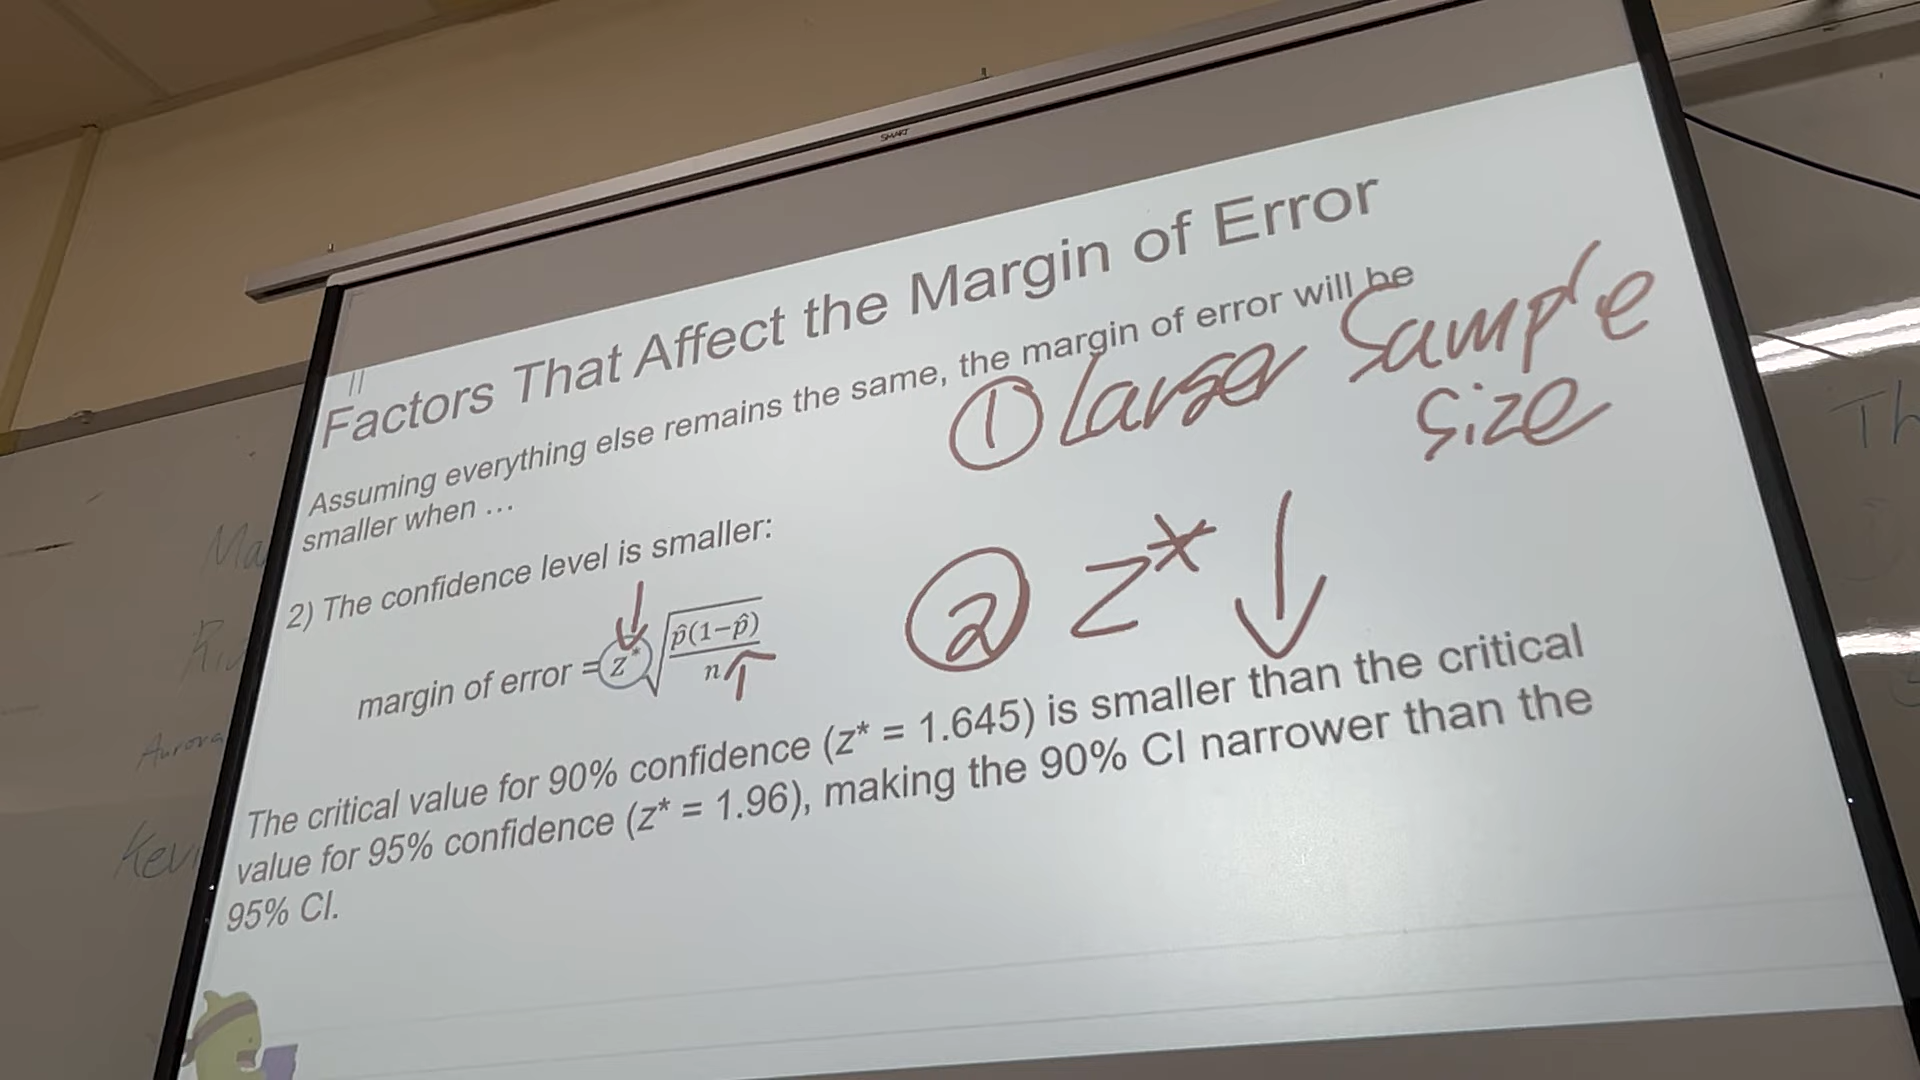 SMART
Factors That Affect the Margin of Error
Assuming everything else remains the same, the margin of error will be
smaller when ...
① Larger Sample
size
2) The confidence level is smaller:
② z* ↓
margin of error = z* √(p̂(1−p̂)/n) ↑
The critical value for 90% confidence (z* = 1.645) is smaller than the critical
value for 95% confidence (z* = 1.96), making the 90% CI narrower than the
95% CI.
Aurora
Th